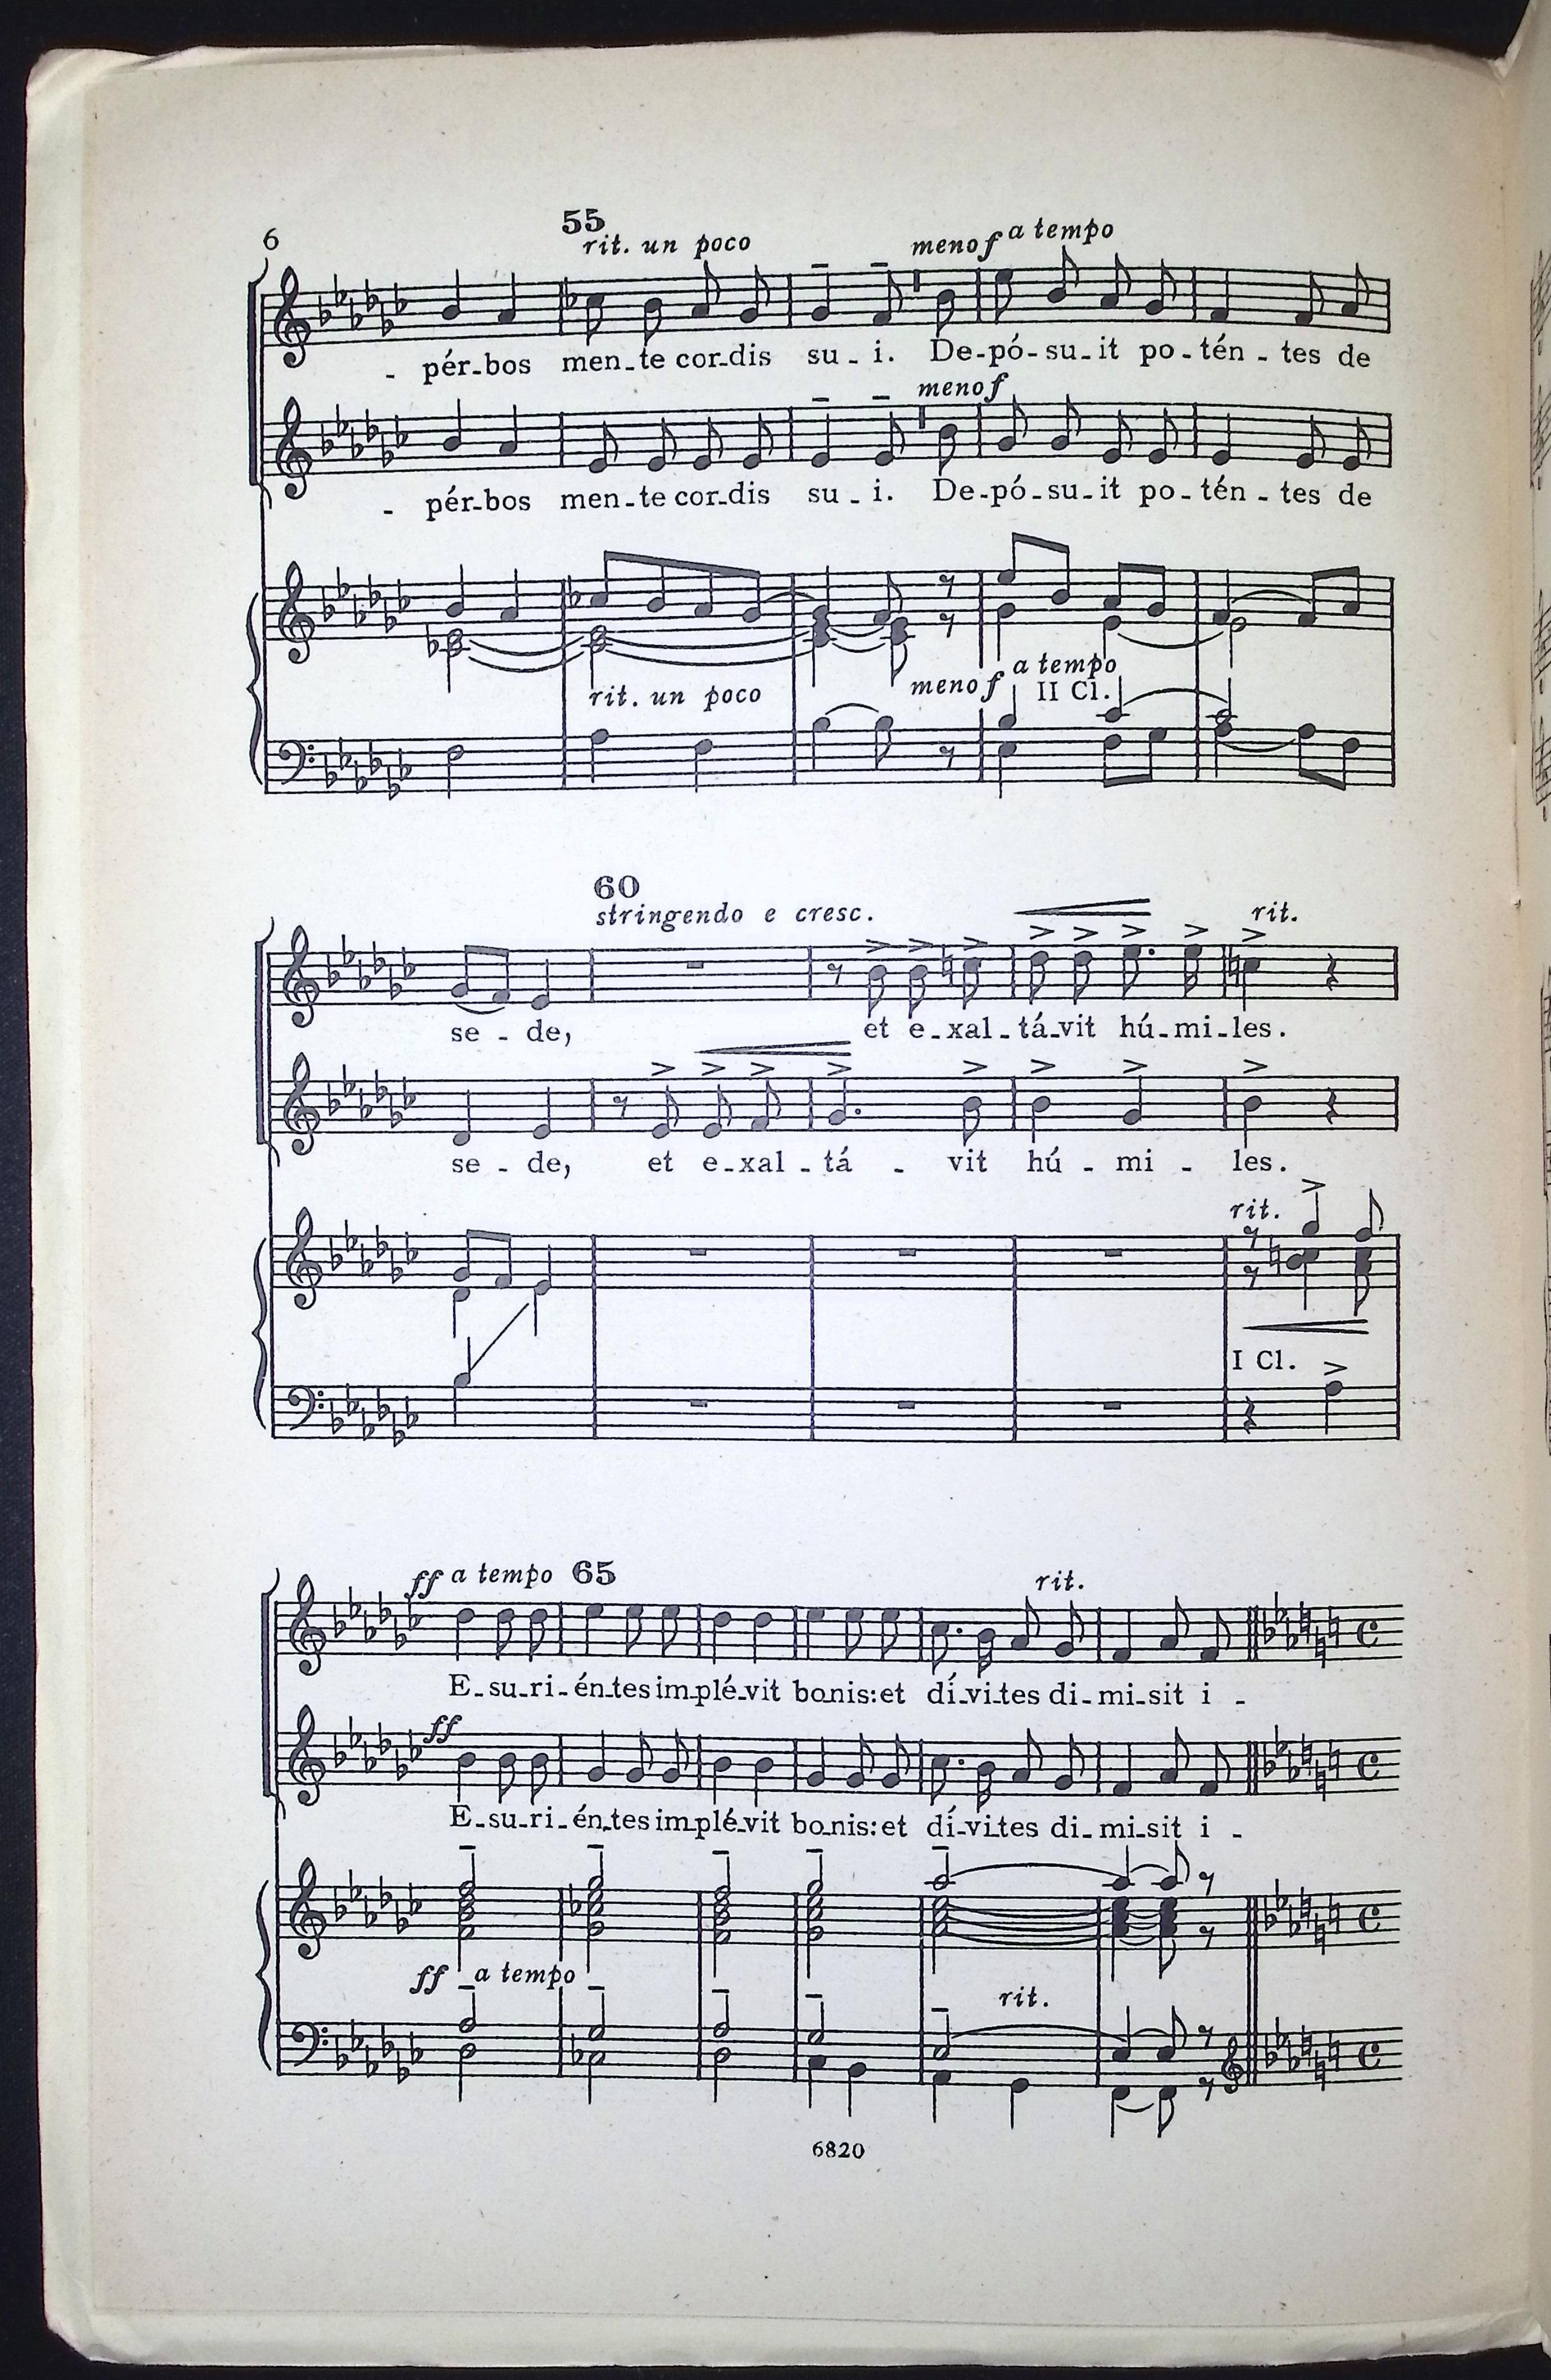 6
55
rit. un poco
meno f a tempo
- pér-bos men-te cor-dis su-i. De-pó-su-it po-tén-tes de
meno f
- pér-bos men-te cor-dis su-i. De-pó-su-it po-tén-tes de
rit. un poco
meno f a tempo
II Cl.
60
stringendo e cresc.
rit.
se-de, et e-xal-tá-vit hú-mi-les.
se-de, et e-xal-tá-vit hú-mi-les.
rit.
I Cl.
ff a tempo 65
rit.
E-su-ri-én-tes im-plé-vit bo-nis: et dí-vi-tes di-mi-sit i-
ff
E-su-ri-én-tes im-plé-vit bo-nis: et dí-vi-tes di-mi-sit i-
ff a tempo
rit.
6820